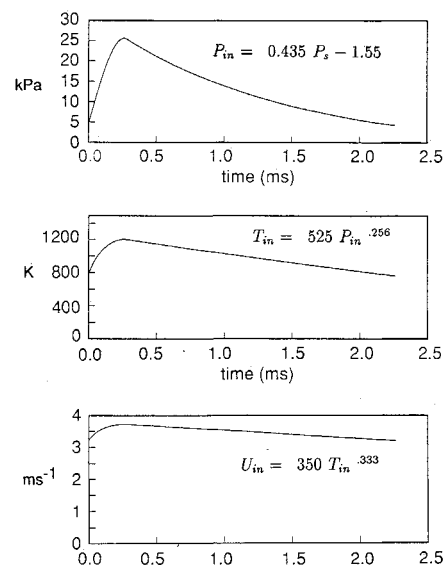 30
25
20
15
10
5
0
kPa
P_in = 0.435 P_s − 1.55
0.0 0.5 1.0 1.5 2.0 2.5
time (ms)
1200
800
400
0
K
T_in = 525 P_in .256
0.0 0.5 1.0 1.5 2.0 2.5
time (ms)
4
3
2
1
0
ms⁻¹
U_in = 350 T_in .333
0.0 0.5 1.0 1.5 2.0 2.5